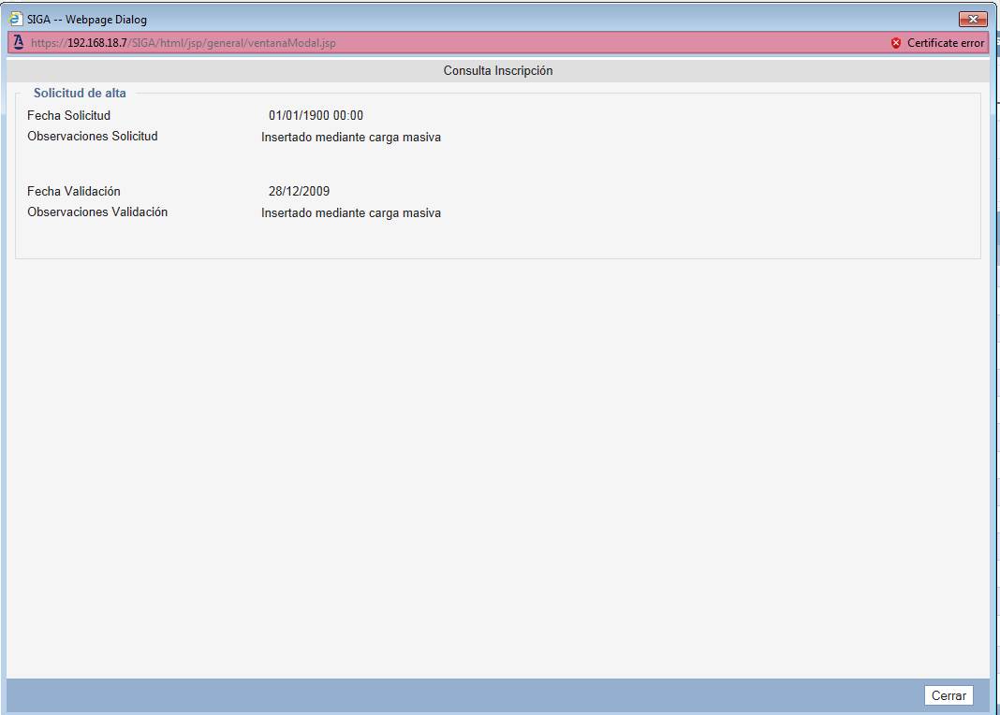 SIGA -- Webpage Dialog
https://192.168.18.7/SIGA/html/jsp/general/ventanaModal.jsp Certificate error
Consulta Inscripción
Solicitud de alta
Fecha Solicitud 01/01/1900 00:00
Observaciones Solicitud Insertado mediante carga masiva
Fecha Validación 28/12/2009
Observaciones Validación Insertado mediante carga masiva
Cerrar